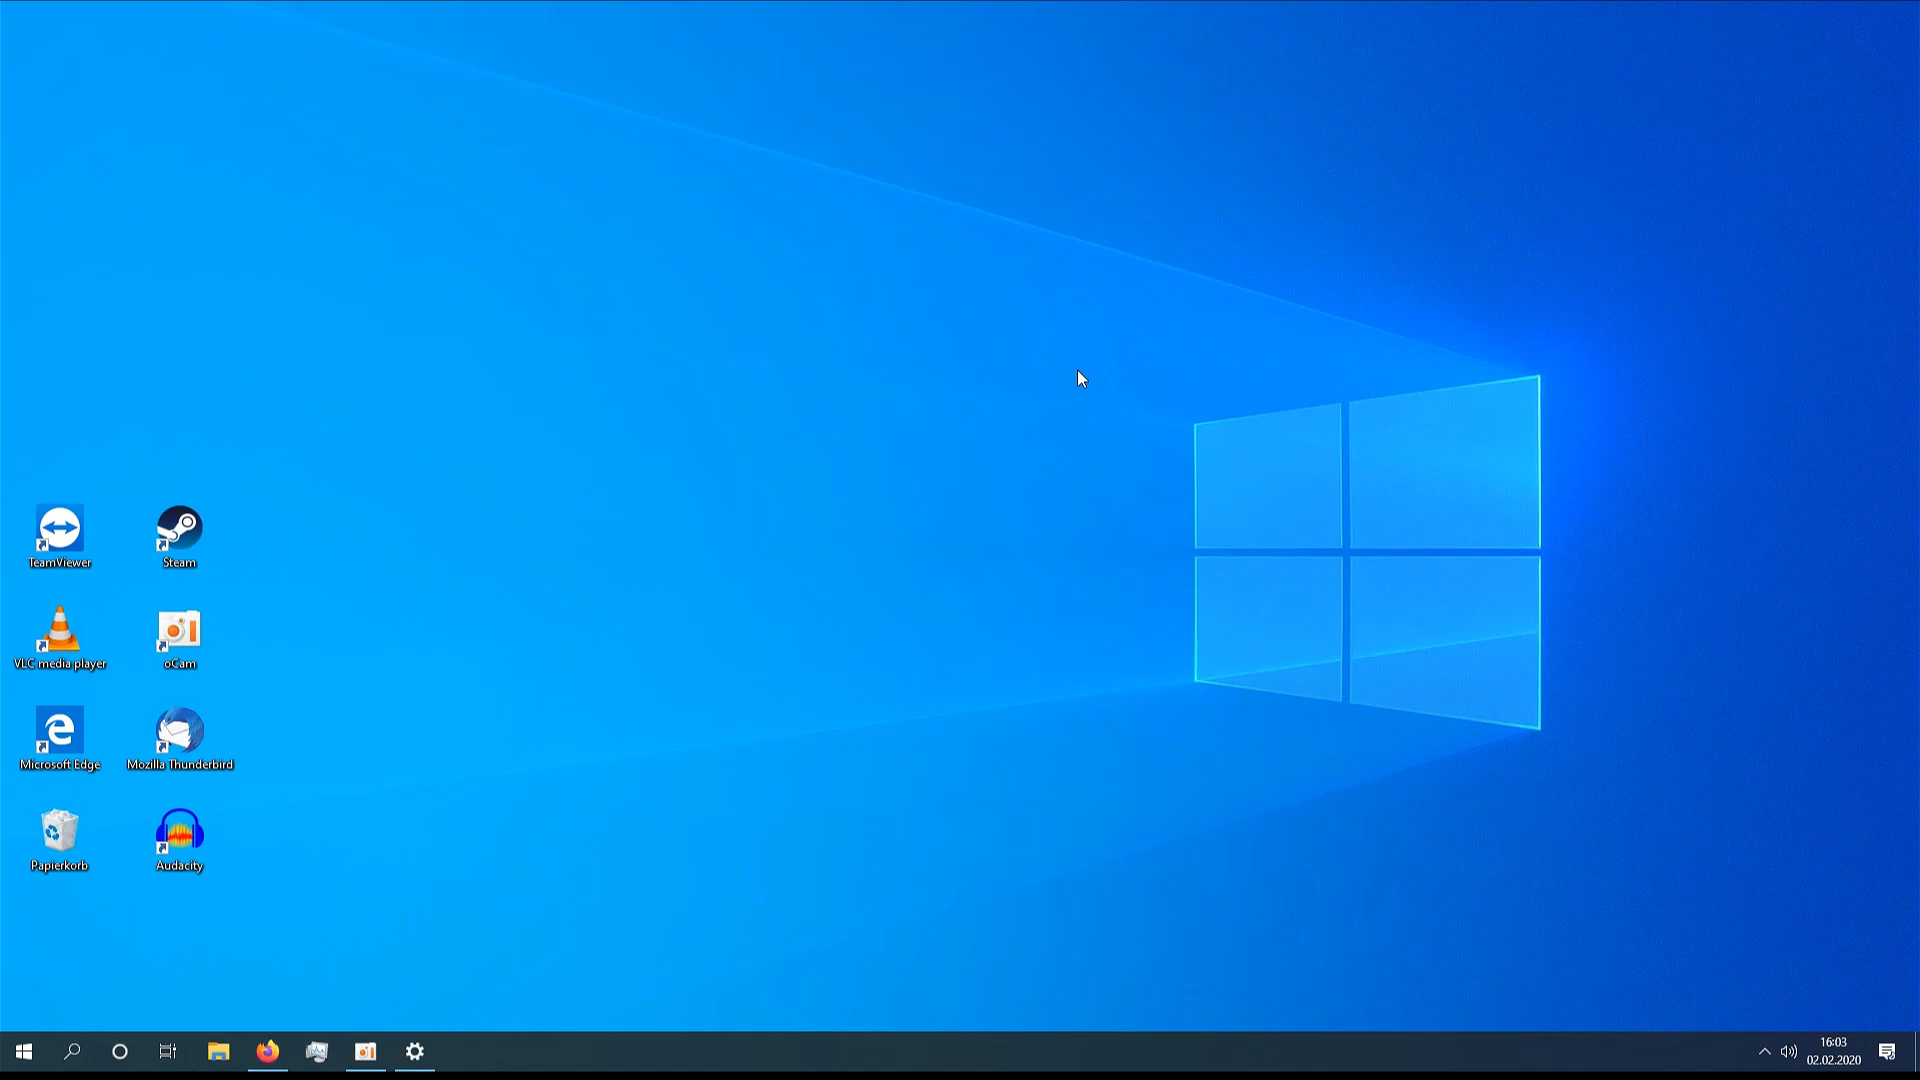 TeamViewer
Steam
VLC media player
oCam
Microsoft Edge
Mozilla Thunderbird
Papierkorb
Audacity
16:03
02.02.2020